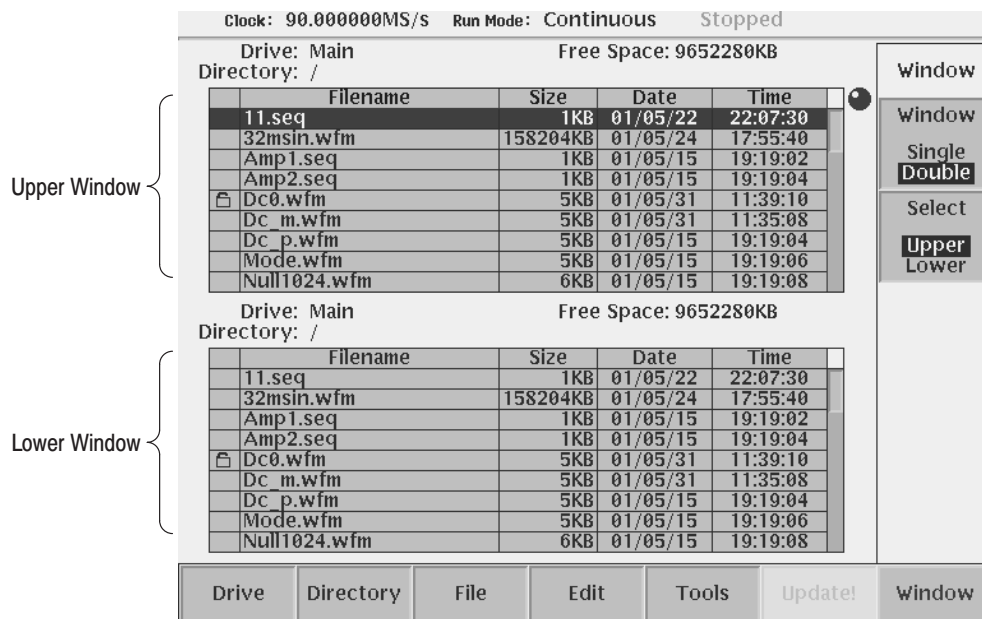 Clock: 90.000000MS/s Run Mode: Continuous Stopped
Drive: Main Free Space: 9652280KB
Directory: /
Filename Size Date Time
11.seq 1KB 01/05/22 22:07:30
32msin.wfm 158204KB 01/05/24 17:55:40
Amp1.seq 1KB 01/05/15 19:19:02
Amp2.seq 1KB 01/05/15 19:19:04
Dc0.wfm 5KB 01/05/31 11:39:10
Dc_m.wfm 5KB 01/05/31 11:35:08
Dc_p.wfm 5KB 01/05/15 19:19:04
Mode.wfm 5KB 01/05/15 19:19:06
Null1024.wfm 6KB 01/05/15 19:19:08
Upper Window
Drive: Main Free Space: 9652280KB
Directory: /
Filename Size Date Time
11.seq 1KB 01/05/22 22:07:30
32msin.wfm 158204KB 01/05/24 17:55:40
Amp1.seq 1KB 01/05/15 19:19:02
Amp2.seq 1KB 01/05/15 19:19:04
Dc0.wfm 5KB 01/05/31 11:39:10
Dc_m.wfm 5KB 01/05/31 11:35:08
Dc_p.wfm 5KB 01/05/15 19:19:04
Mode.wfm 5KB 01/05/15 19:19:06
Null1024.wfm 6KB 01/05/15 19:19:08
Lower Window
Window
Window
Single
Double
Select
Upper
Lower
Drive Directory File Edit Tools Update! Window